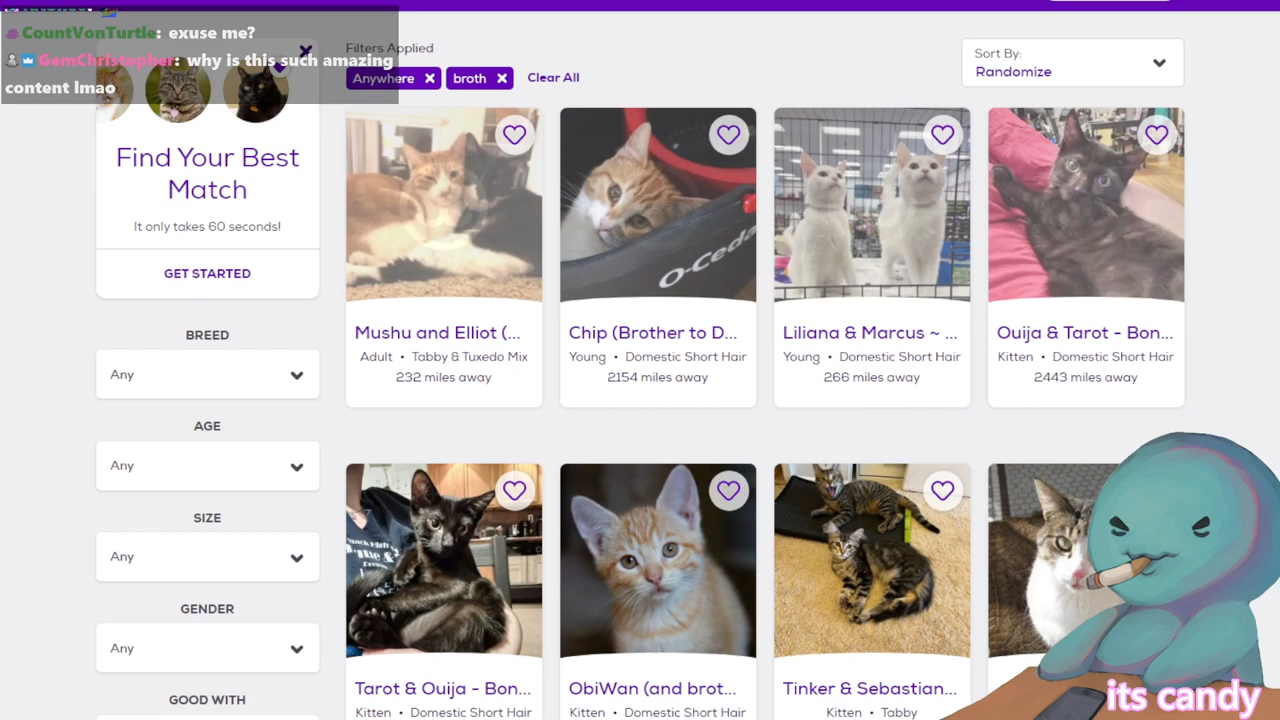 CountVonTurtle: exuse me?
GemChristopher: why is this such amazing
content lmao
Filters Applied
Anywhere
broth
Clear All
Sort By:
Randomize
Find Your Best
Match
It only takes 60 seconds!
GET STARTED
BREED
Any
AGE
Any
SIZE
Any
GENDER
Any
GOOD WITH
O-Ceda
Mushu and Elliot (...
Adult • Tabby & Tuxedo Mix
232 miles away
Chip (Brother to D...
Young • Domestic Short Hair
2154 miles away
Liliana & Marcus ~ ...
Young • Domestic Short Hair
266 miles away
Ouija & Tarot - Bon...
Kitten • Domestic Short Hair
2443 miles away
Tarot & Ouija - Bon...
Kitten • Domestic Short Hair
ObiWan (and brot...
Kitten • Domestic Short Hair
Tinker & Sebastian...
Kitten • Tabby
its candy